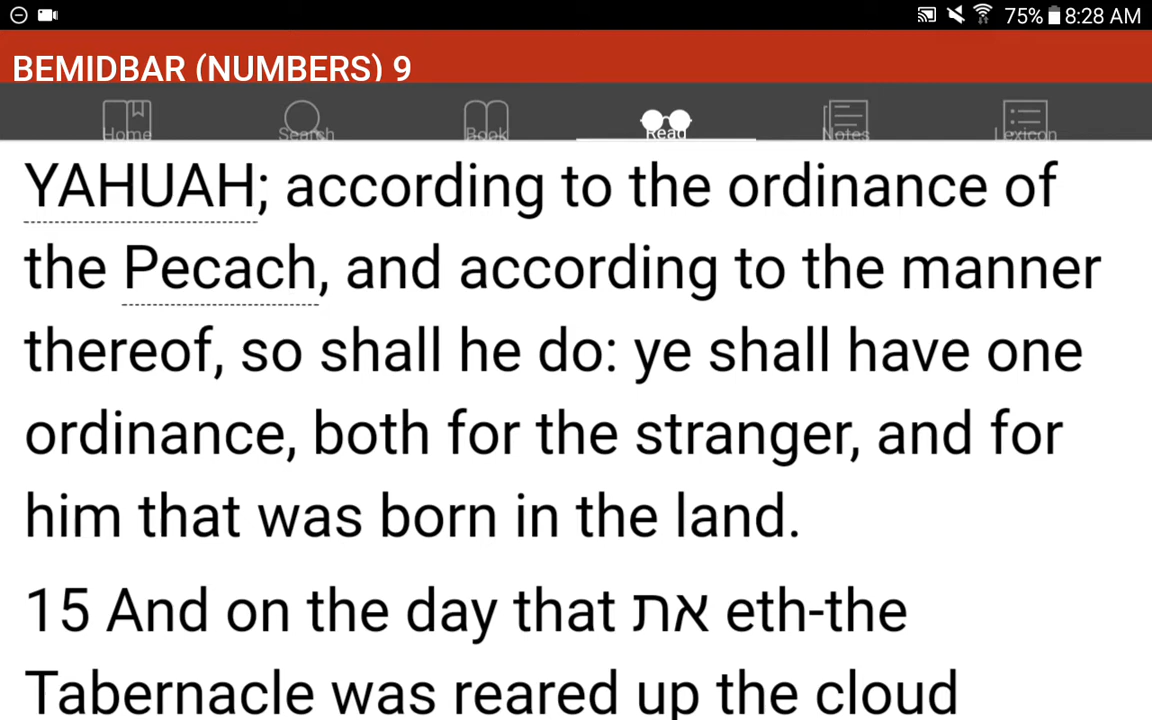 75% 8:28 AM
BEMIDBAR (NUMBERS) 9
Home Search Book Read Notes Lexicon
YAHUAH; according to the ordinance of
the Pecach, and according to the manner
thereof, so shall he do: ye shall have one
ordinance, both for the stranger, and for
him that was born in the land.
15 And on the day that את eth-the
Tabernacle was reared up the cloud